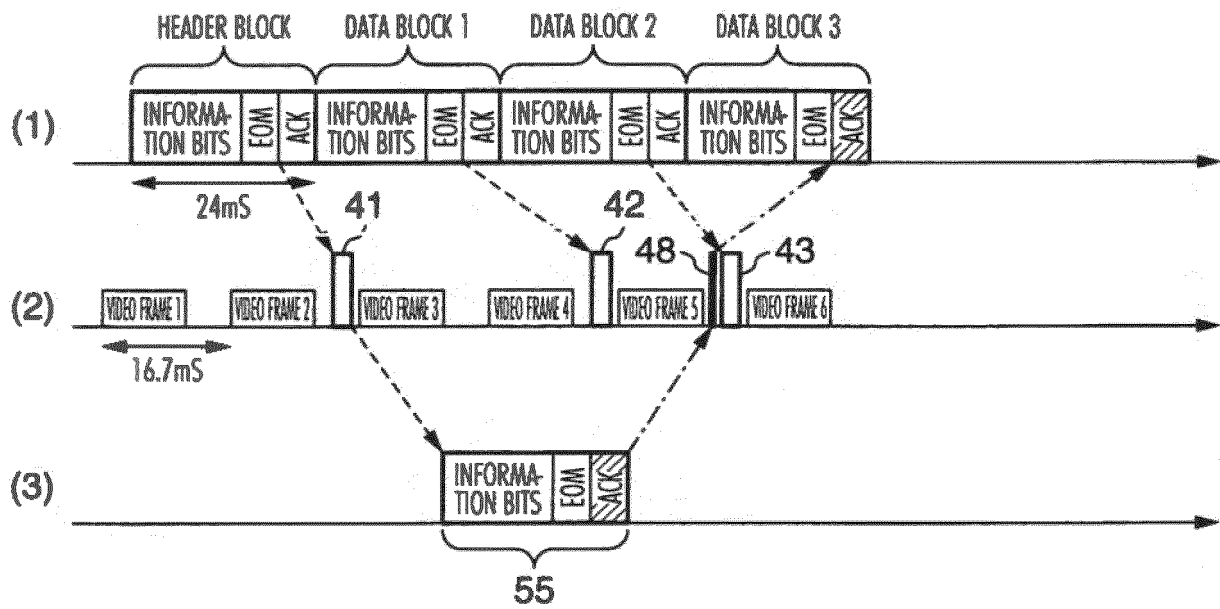 HEADER BLOCK DATA BLOCK 1 DATA BLOCK 2 DATA BLOCK 3
(1)
INFORMA-
TION BITS
EOM
ACK
INFORMA-
TION BITS
EOM
ACK
INFORMA-
TION BITS
EOM
ACK
INFORMA-
TION BITS
EOM
ACK
24mS
41
42
48
43
(2)
VIDEO FRAME 1
VIDEO FRAME 2
VIDEO FRAME 3
VIDEO FRAME 4
VIDEO FRAME 5
VIDEO FRAME 6
16.7mS
(3)
INFORMA-
TION BITS
EOM
ACK
55